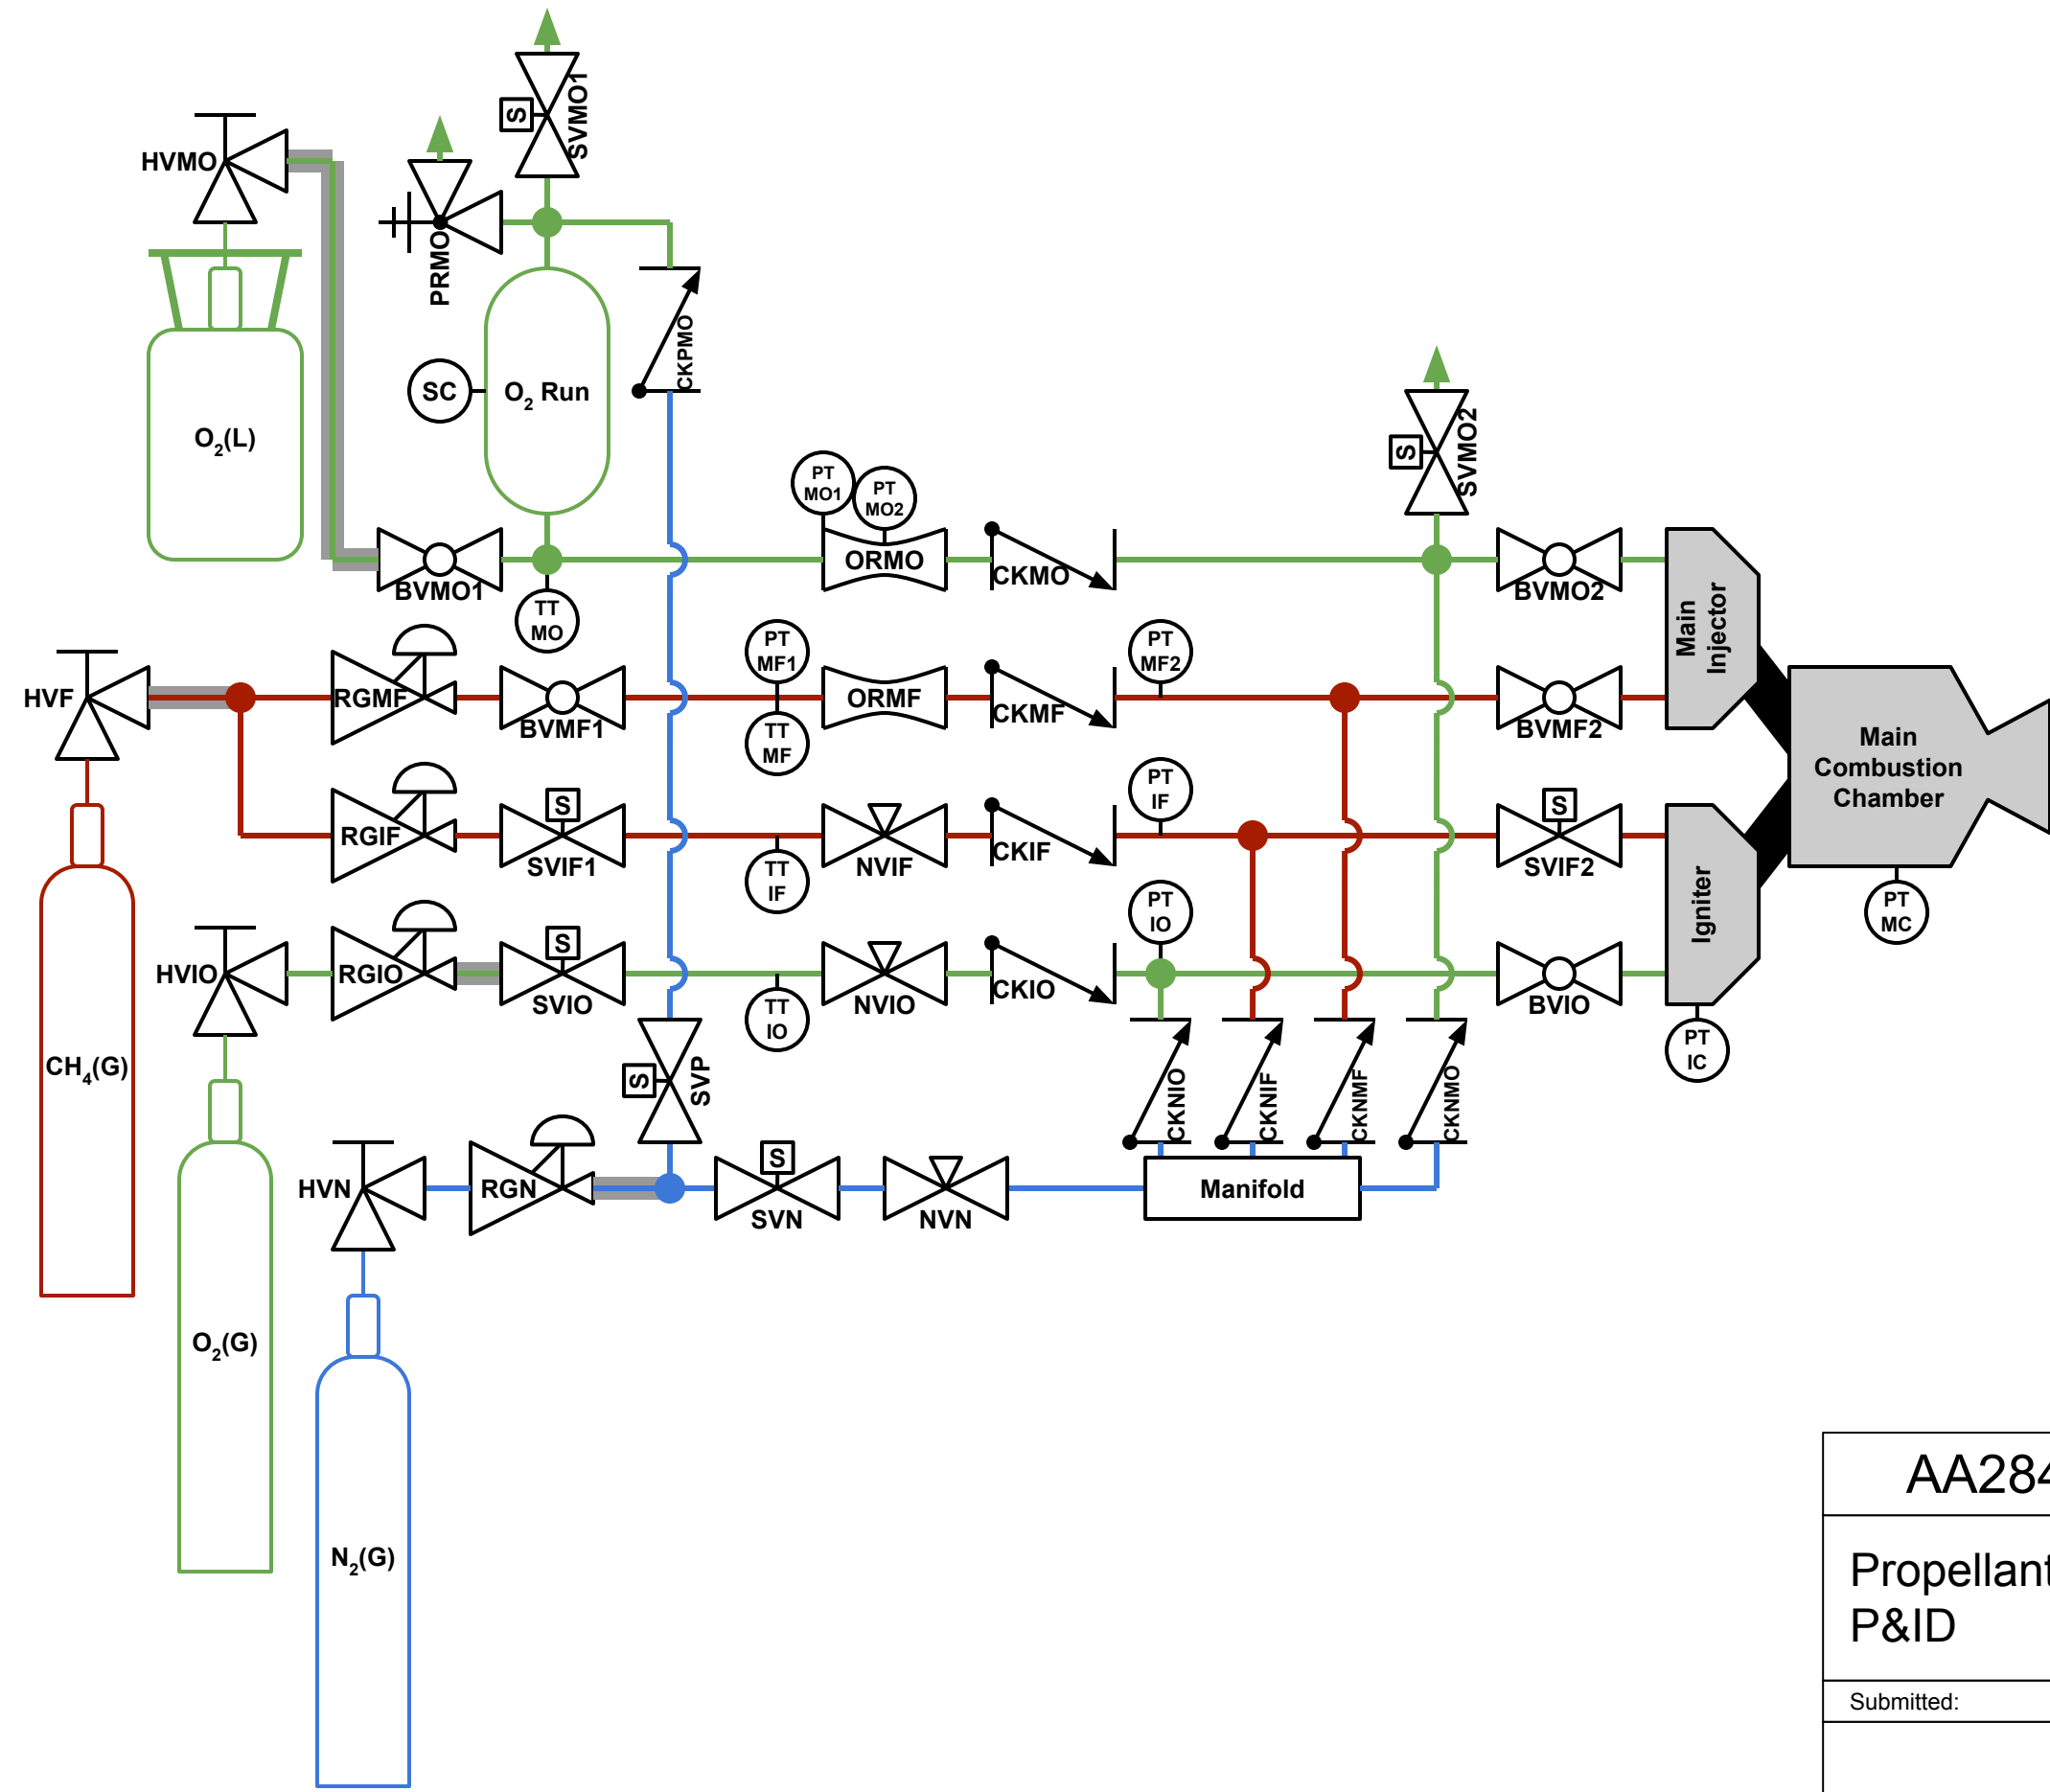 SVMO1
S
HVMO
PRMO
CKPMO
SC
O2 Run
O2(L)
SVMO2
S
PT
MO1
PT
MO2
ORMO
CKMO
BVMO1
BVMO2
TT
MO
Main
Injector
HVF
RGMF
BVMF1
PT
MF1
TT
MF
ORMF
CKMF
PT
MF2
BVMF2
Main
Combustion
Chamber
RGIF
S
SVIF1
TT
IF
NVIF
CKIF
PT
IF
S
SVIF2
Igniter
PT
MC
HVIO
RGIO
S
SVIO
TT
IO
NVIO
CKIO
PT
IO
BVIO
PT
IC
CH4(G)
S
SVP
CKNIO
CKNIF
CKNMF
CKNMO
HVN
RGN
S
SVN
NVN
Manifold
O2(G)
N2(G)
AA284
Propellant
P&ID
Submitted: